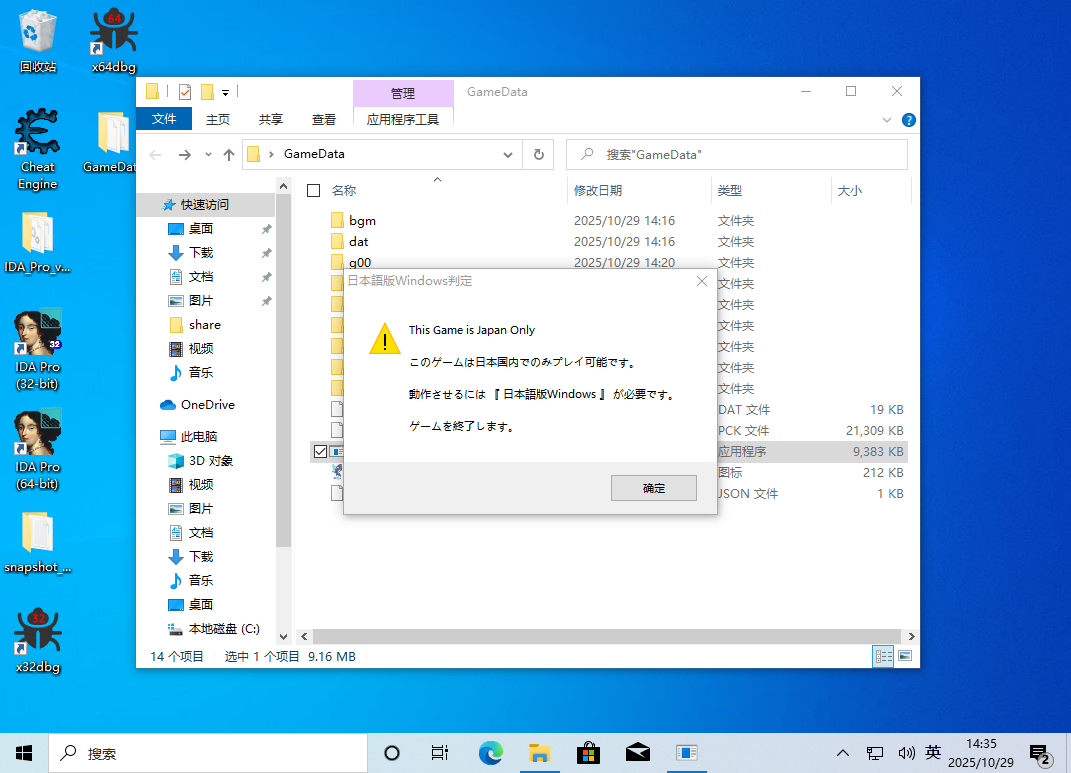 回收站
x64dbg
Cheat
Engine
GameDat
IDA_Pro_v...
IDA Pro
(32-bit)
32
IDA Pro
(64-bit)
snapshot_...
x32dbg
64
32
管理
GameData
文件
主页
共享
查看
应用程序工具
GameData
搜索"GameData"
快速访问
桌面
下载
文档
图片
share
视频
音乐
OneDrive
此电脑
3D 对象
视频
图片
文档
下载
音乐
桌面
本地磁盘 (C:)
名称 修改日期 类型 大小
bgm 2025/10/29 14:16 文件夹
dat 2025/10/29 14:16 文件夹
g00 2025/10/29 14:20 文件夹
文件夹
文件夹
文件夹
文件夹
文件夹
文件夹
DAT 文件 19 KB
PCK 文件 21,309 KB
应用程序 9,383 KB
图标 212 KB
JSON 文件 1 KB
日本語版Windows判定
This Game is Japan Only
このゲームは日本国内でのみプレイ可能です。
動作させるには 『 日本語版Windows 』 が必要です。
ゲームを終了します。
确定
14 个项目 选中 1 个项目 9.16 MB
搜索
英
14:35
2025/10/29
2